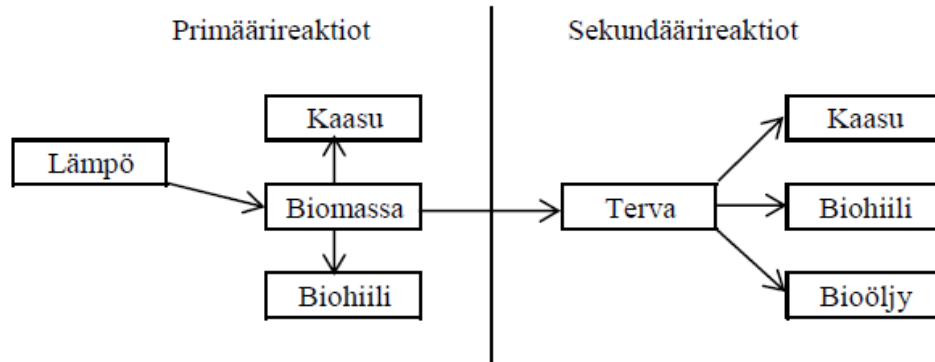 Primäärireaktiot
Sekundäärireaktiot
Kaasu
Kaasu
Lämpö
Biomassa
Terva
Biohiili
Biohiili
Bioöljy